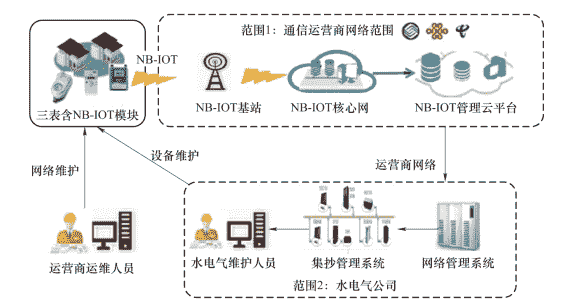 范围1：通信运营商网络范围
NB-IOT
三表含NB-IOT模块
NB-IOT基站
NB-IOT核心网
NB-IOT管理云平台
网络维护
设备维护
运营商网络
运营商运维人员
水电气维护人员
集抄管理系统
网络管理系统
范围2：水电气公司